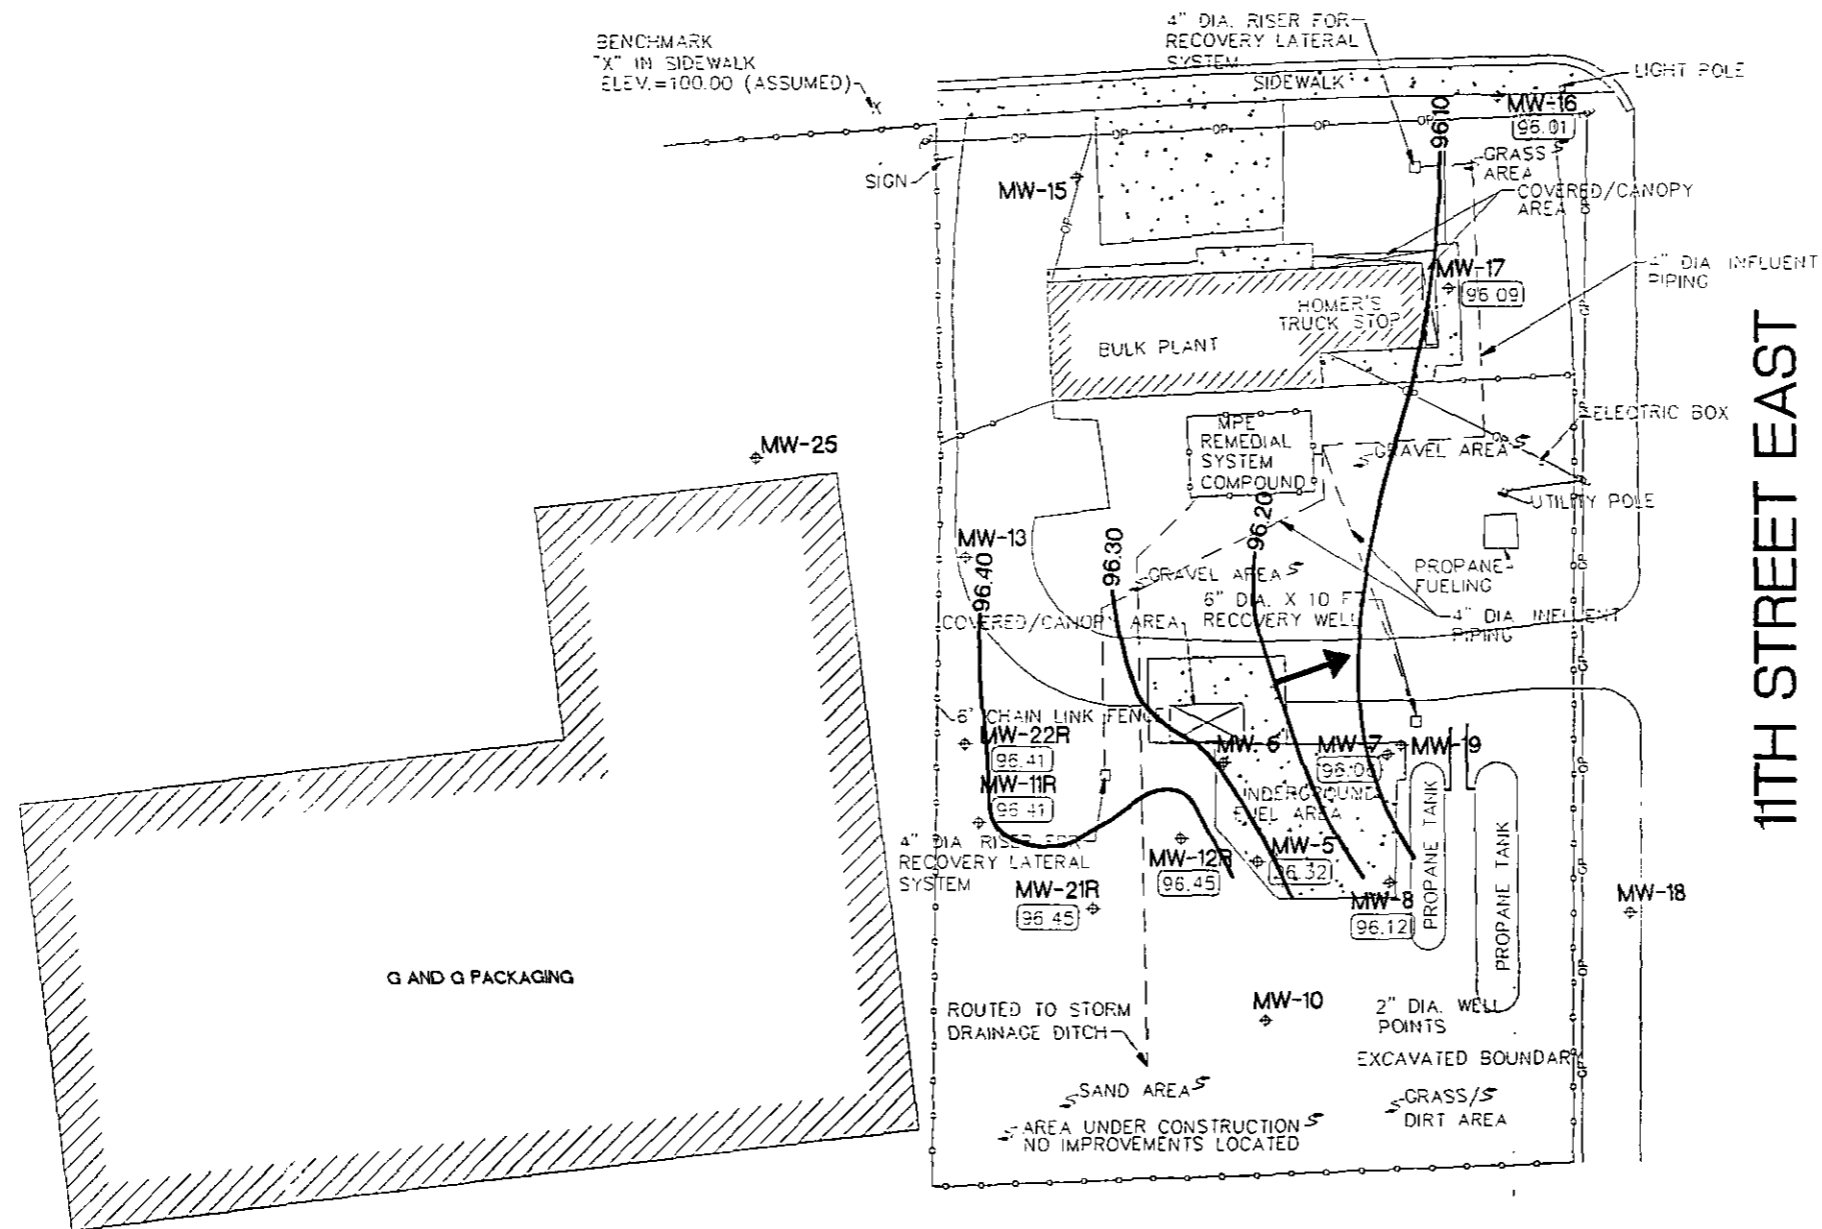 4" DIA. RISER FOR
RECOVERY LATERAL
SYSTEM
BENCHMARK
"X" IN SIDEWALK
ELEV.=100.00 (ASSUMED)
X
SIDEWALK
LIGHT POLE
MW-16
96.01
96.10
OP
OP
OP
OP
OP
GRASS
AREA
SIGN
MW-15
COVERED/CANOPY
AREA
MW-17
96.09
4" DIA INFLUENT
PIPING
HOMER'S
TRUCK STOP
BULK PLANT
11TH STREET EAST
ELECTRIC BOX
MPE
REMEDIAL
SYSTEM
COMPOUND
GRAVEL AREA
MW-25
UTILITY POLE
96.20
MW-13
96.30
96.40
GRAVEL AREA
PROPANE
FUELING
6" DIA. X 10 FT
RECOVERY WELL
4" DIA INFLUENT
PIPING
COVERED/CANOPY AREA
6' CHAIN LINK FENCE
MW-22R
96.41
MW-6
MW-7
MW-19
MW-11R
96.41
UNDERGROUND
FUEL AREA
PROPANE TANK
PROPANE TANK
4" DIA RISER FOR
RECOVERY LATERAL
SYSTEM
MW-12R
96.45
MW-5
96.32
MW-21R
96.45
MW-8
96.12
MW-18
G AND G PACKAGING
ROUTED TO STORM
DRAINAGE DITCH
MW-10
2" DIA. WELL
POINTS
EXCAVATED BOUNDARY
SAND AREA
GRASS/
DIRT AREA
AREA UNDER CONSTRUCTION
NO IMPROVEMENTS LOCATED